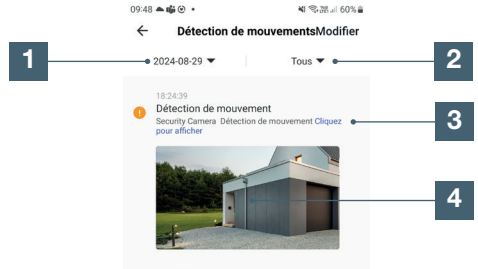 09:48 60%
Détection de mouvementsModifier
1 2024-08-29 Tous 2
18:24:39
Détection de mouvement
Security Camera Détection de mouvement Cliquez 3
pour afficher
4